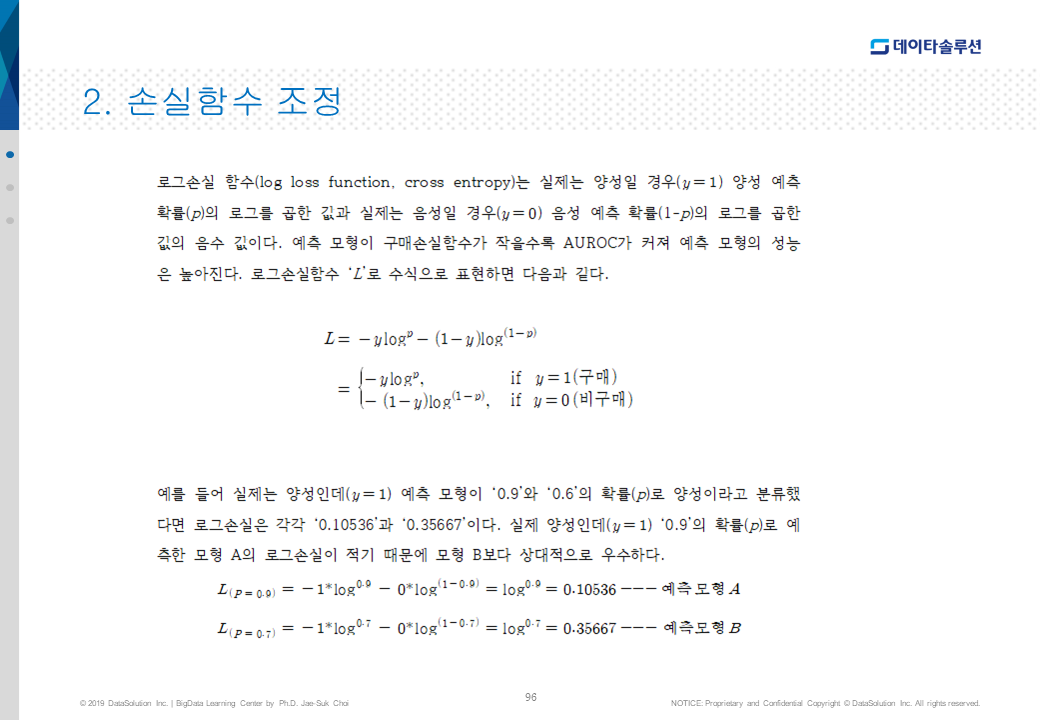 데이타솔루션
2. 손실함수 조정
로그손실 함수(log loss function, cross entropy)는 실제는 양성일 경우(y=1) 양성 예측
확률(p)의 로그를 곱한 값과 실제는 음성일 경우(y=0) 음성 예측 확률(1-p)의 로그를 곱한
값의 음수 값이다. 예측 모형이 구매손실함수가 작을수록 AUROC가 커져 예측 모형의 성능
은 높아진다. 로그손실함수 ‘L’로 수식으로 표현하면 다음과 같다.
L = −y log^p − (1−y)log^(1−p)
= { −y log^p, if y=1(구매)
−(1−y)log^(1−p), if y=0(비구매)
예를 들어 실제는 양성인데(y=1) 예측 모형이 ‘0.9’와 ‘0.6’의 확률(p)로 양성이라고 분류했
다면 로그손실은 각각 ‘0.10536’과 ‘0.35667’이다. 실제 양성인데(y=1) ‘0.9’의 확률(p)로 예
측한 모형 A의 로그손실이 적기 때문에 모형 B보다 상대적으로 우수하다.
L_(P=0.9) = −1*log^0.9 − 0*log^(1−0.9) = log^0.9 = 0.10536 −−− 예측모형 A
L_(P=0.7) = −1*log^0.7 − 0*log^(1−0.7) = log^0.7 = 0.35667 −−− 예측모형 B
© 2019 DataSolution Inc. | BigData Learning Center by Ph.D. Jae-Suk Choi
96
NOTICE: Proprietary and Confidential Copyright © DataSolution Inc. All rights reserved.